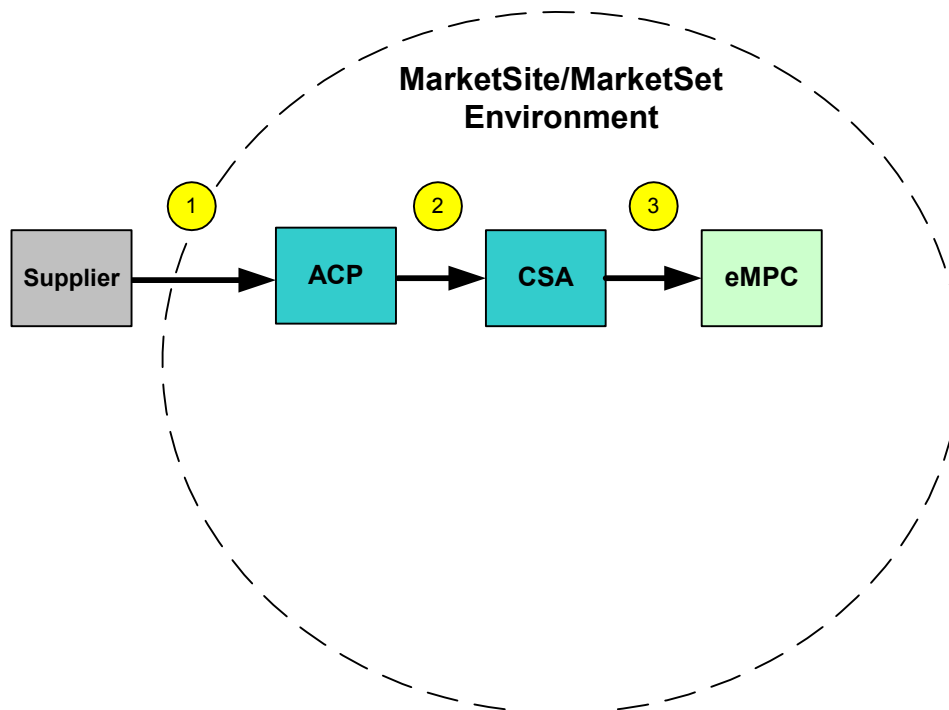 MarketSite/MarketSet
Environment
1
2
3
Supplier
ACP
CSA
eMPC